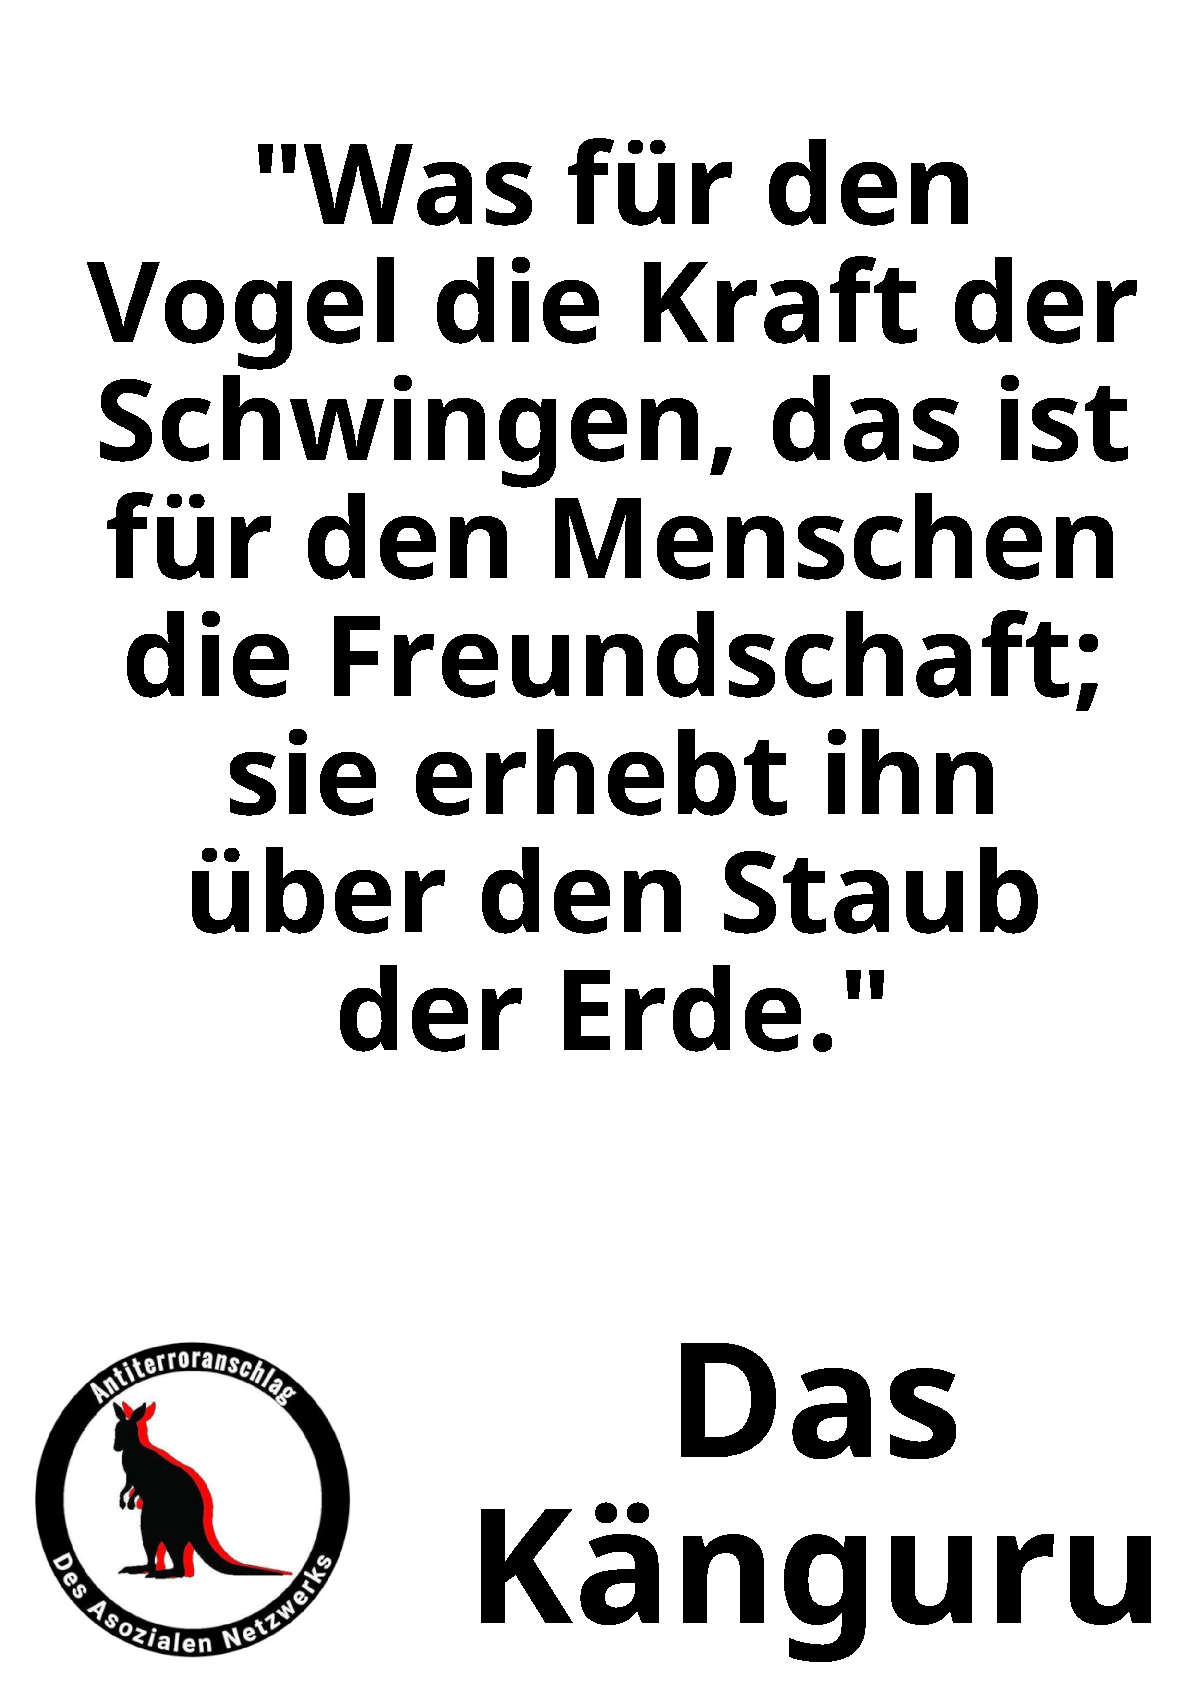 "Was für den
Vogel die Kraft der
Schwingen, das ist
für den Menschen
die Freundschaft;
sie erhebt ihn
über den Staub
der Erde."
Antiterroranschlag
Des Asozialen Netzwerks
Das
Känguru